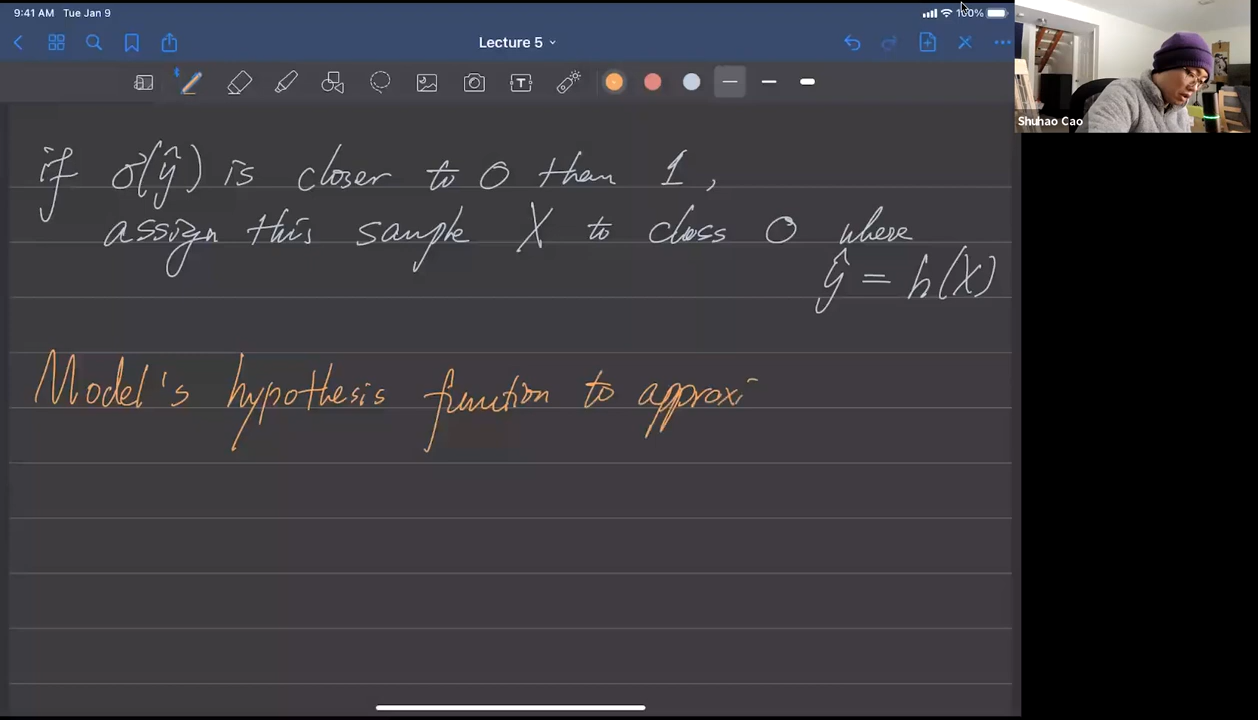 9:41 AM Tue Jan 9
100%
Lecture 5
Shuhao Cao
if σ(ŷ) is closer to 0 than 1,
assign this sample X to class 0 where
ŷ = h(X)
Model's hypothesis function to approxi